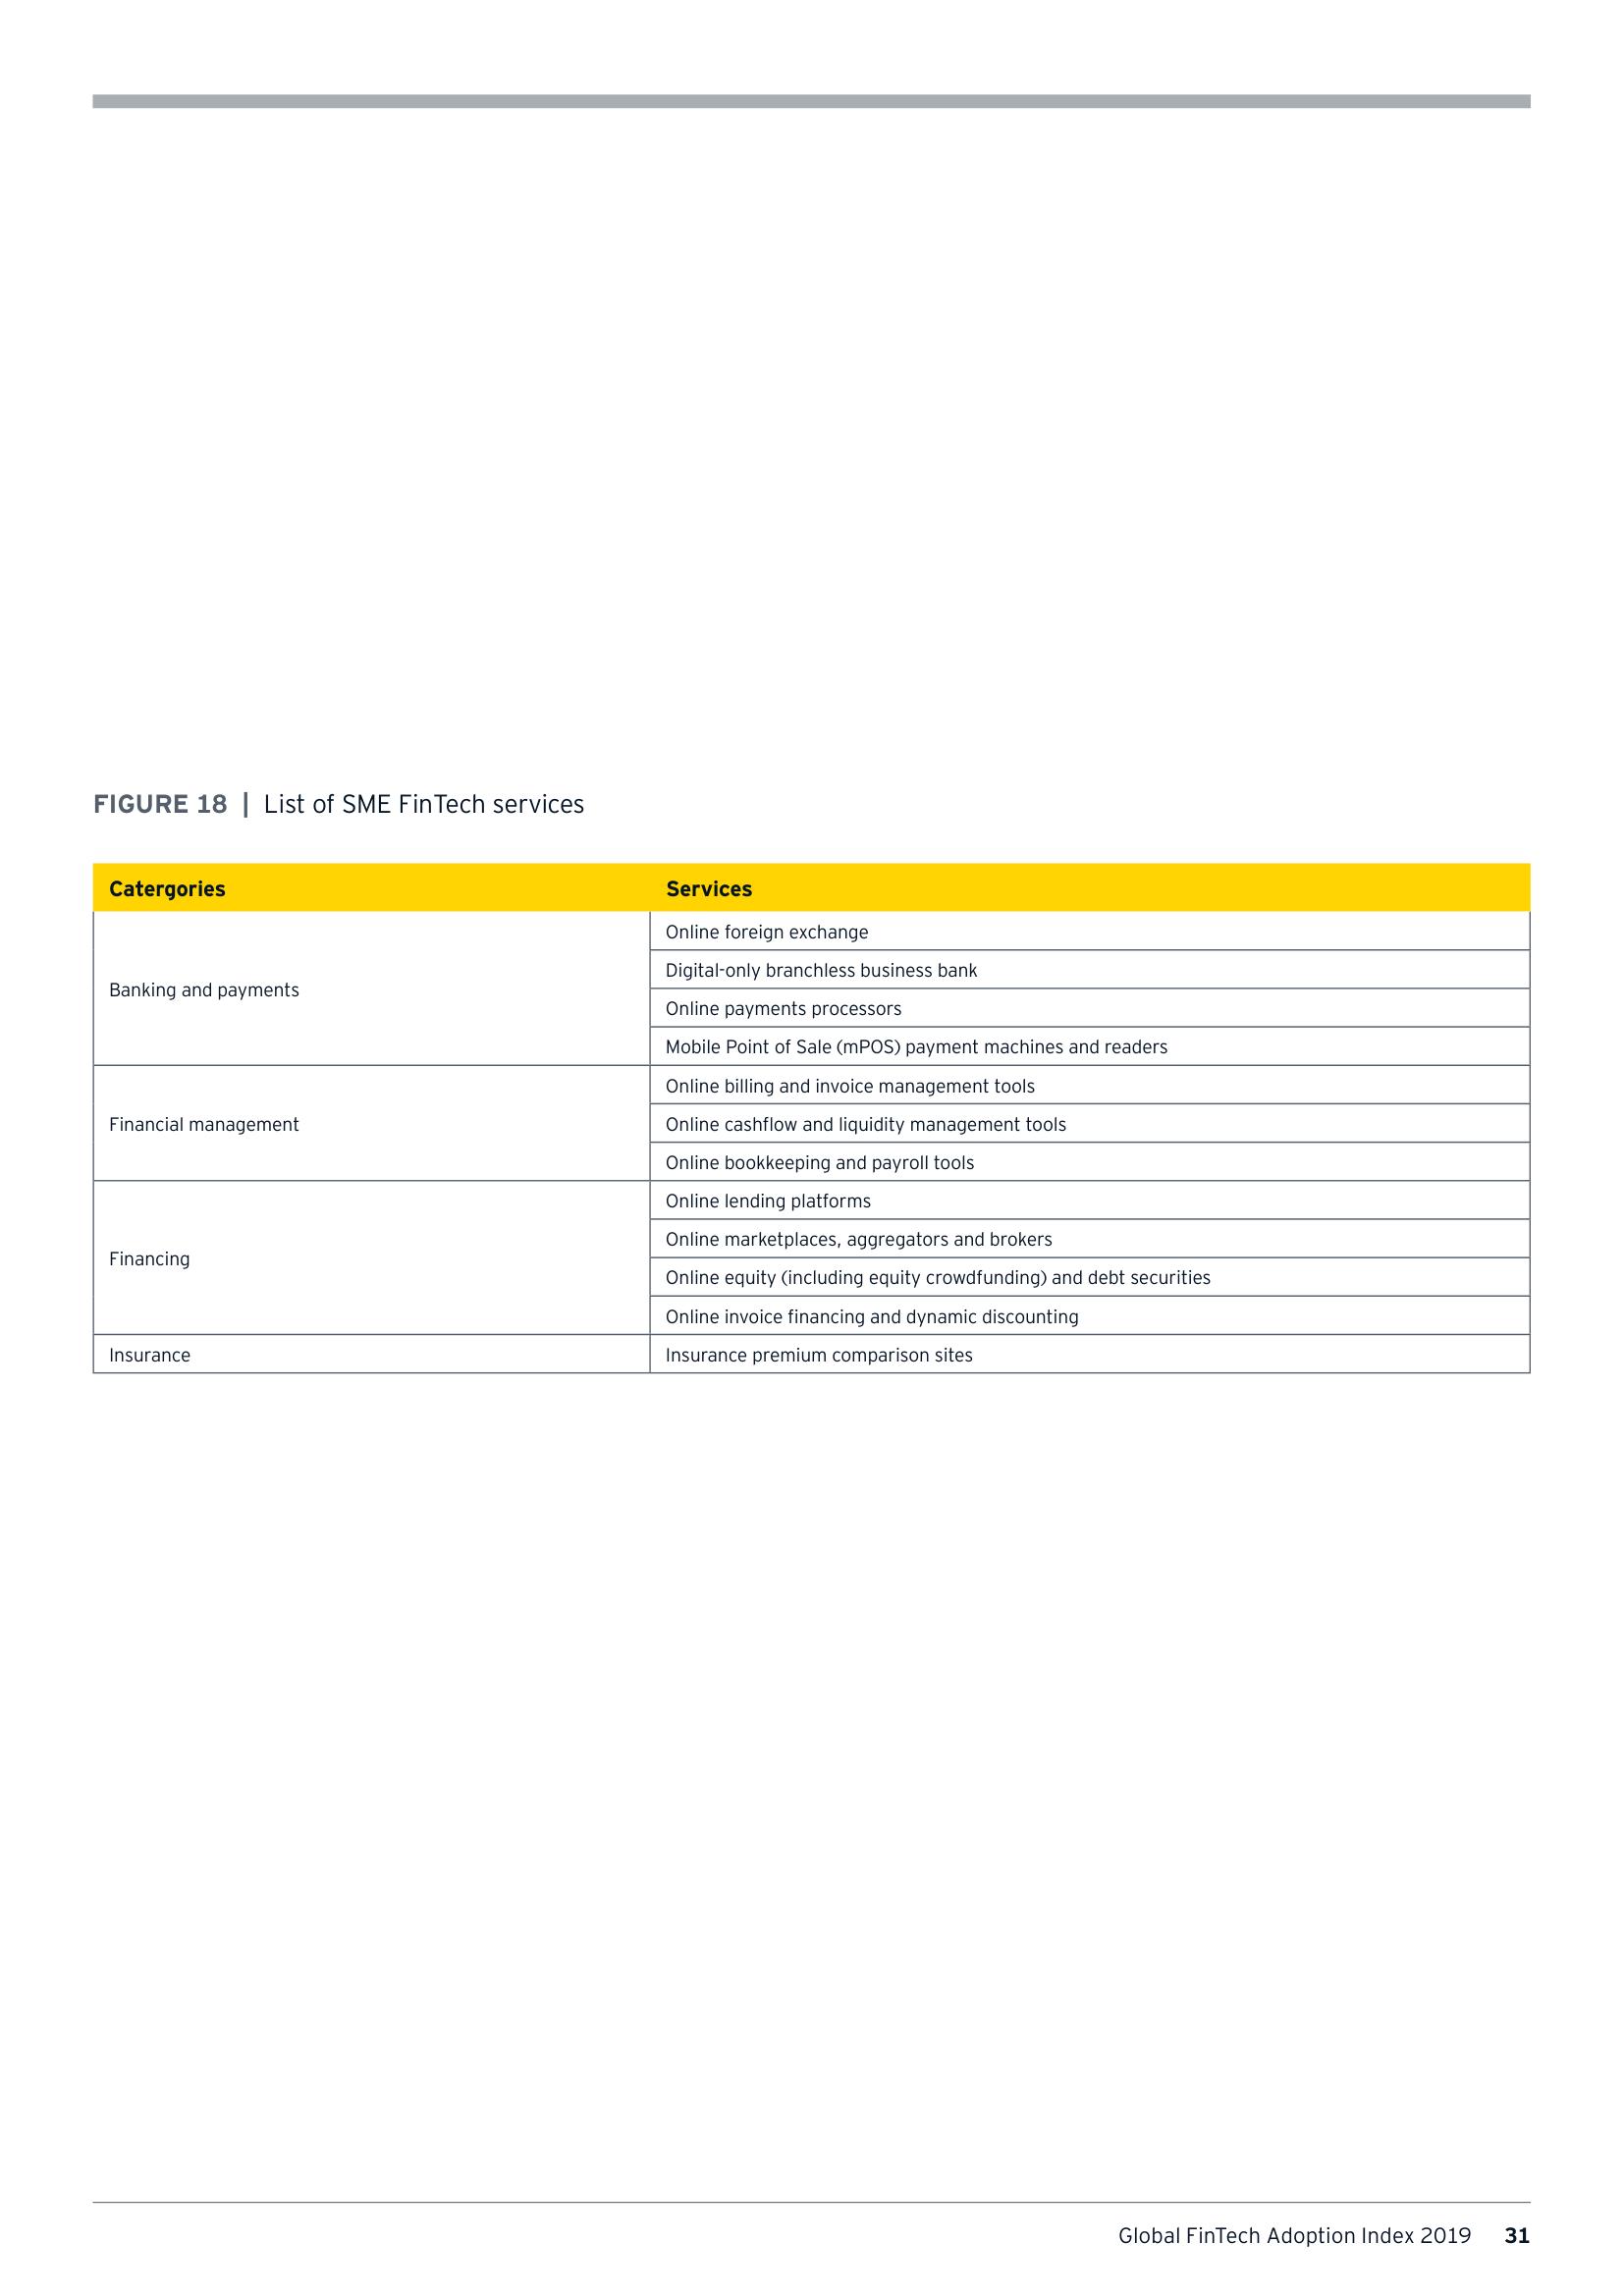 FIGURE 18 | List of SME FinTech services
Catergories Services
Banking and payments
Online foreign exchange
Digital-only branchless business bank
Online payments processors
Mobile Point of Sale (mPOS) payment machines and readers
Financial management
Online billing and invoice management tools
Online cashflow and liquidity management tools
Online bookkeeping and payroll tools
Financing
Online lending platforms
Online marketplaces, aggregators and brokers
Online equity (including equity crowdfunding) and debt securities
Online invoice financing and dynamic discounting
Insurance Insurance premium comparison sites
Global FinTech Adoption Index 2019 31